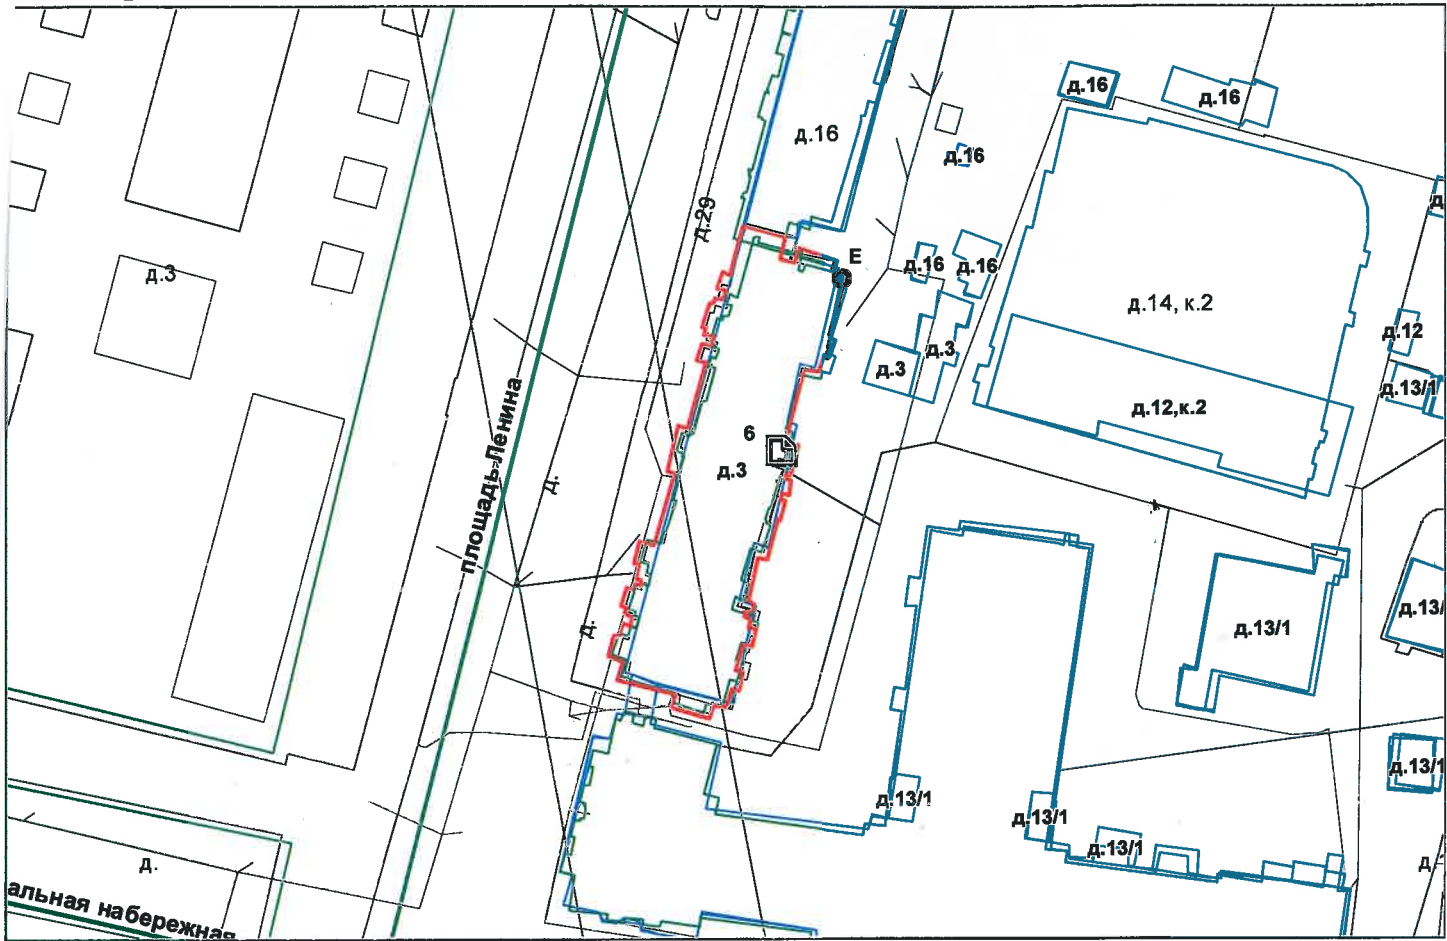 д.16
д.16
д.16
д.16
д.29
E
д.16
д.16
д.3
д.14, к.2
д.12
д.3
д.3
д.13/1
д.12,к.2
6
д.3
площадь Ленина
д.
д.
д.13/1
д.13/
д.13/1
д.13/1
д.13/1
д.13/1
д.
альная набережная